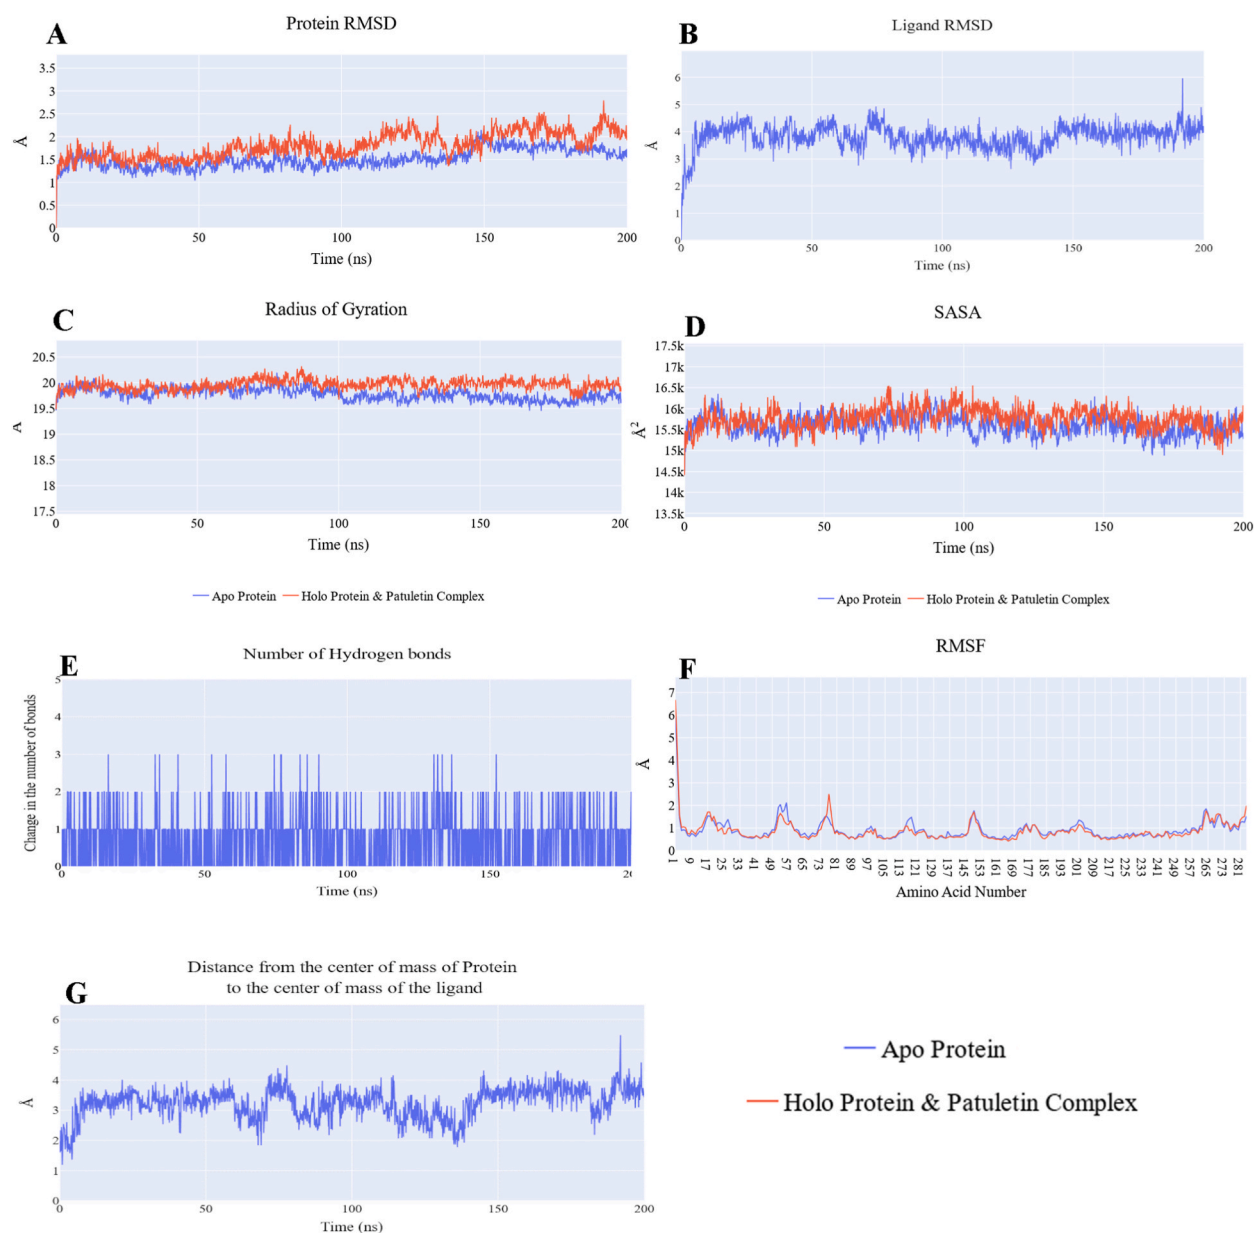 A
Protein RMSD
3.5
3
2.5
2
1.5
1
0.5
0
Å
0 50 100 150 200
Time (ns)
B
Ligand RMSD
6
5
4
3
2
1
0
Å
0 50 100 150 200
Time (ns)
C
Radius of Gyration
20.5
20
19.5
19
18.5
18
17.5
A
0 50 100 150 200
Time (ns)
Apo Protein Holo Protein & Patuletin Complex
D
SASA
17.5k
17k
16.5k
16k
15.5k
15k
14.5k
14k
13.5k
Å2
0 50 100 150 200
Time (ns)
Apo Protein Holo Protein & Patuletin Complex
E
Number of Hydrogen bonds
5
4
3
2
1
0
Change in the number of bonds
0 50 100 150 20
Time (ns)
F
RMSF
7
6
5
4
3
2
1
0
Å
1 9 17 25 33 41 49 57 65 73 81 89 97 105 113 121 129 137 145 153 161 169 177 185 193 201 209 217 225 233 241 249 257 265 273 281
Amino Acid Number
G
Distance from the center of mass of Protein
to the center of mass of the ligand
6
5
4
3
2
1
0
Å
0 50 100 150 200
Time (ns)
Apo Protein
Holo Protein & Patuletin Complex